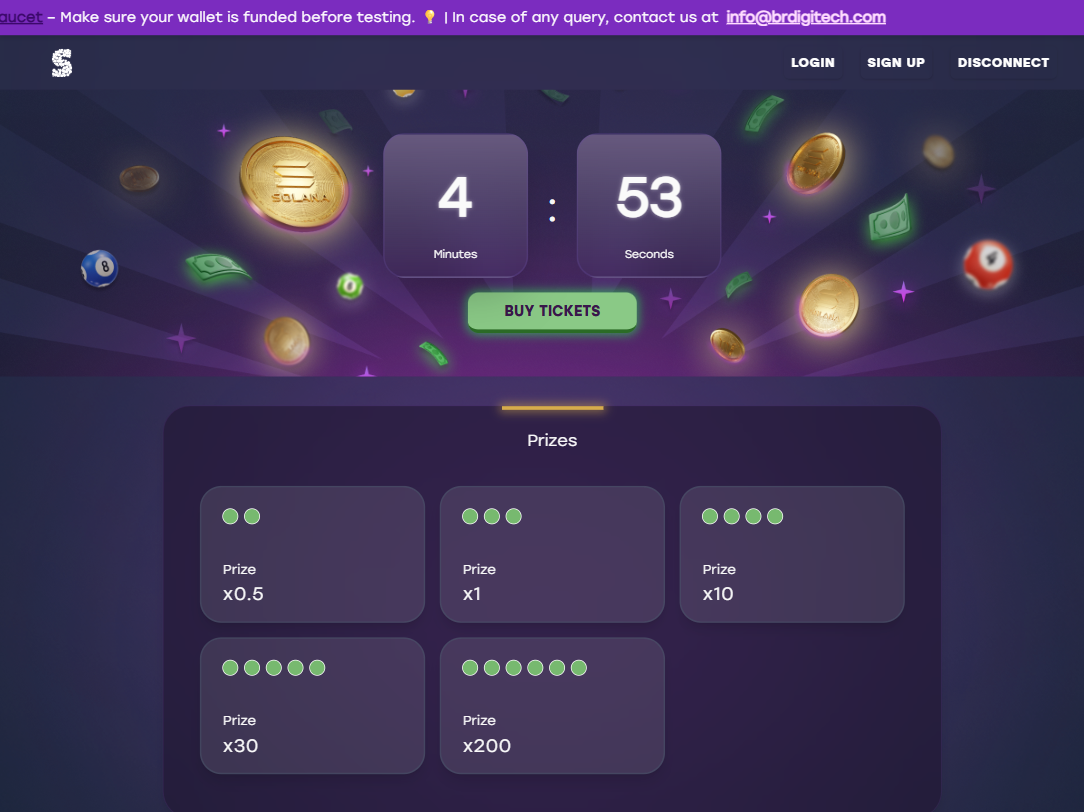 aucet – Make sure your wallet is funded before testing. 💡 | In case of any query, contact us at info@brdigitech.com
S
LOGIN SIGN UP DISCONNECT
SOLANA
4 : 53
Minutes Seconds
8
4
SOLANA
BUY TICKETS
Prizes
Prize
x0.5
Prize
x1
Prize
x10
Prize
x30
Prize
x200